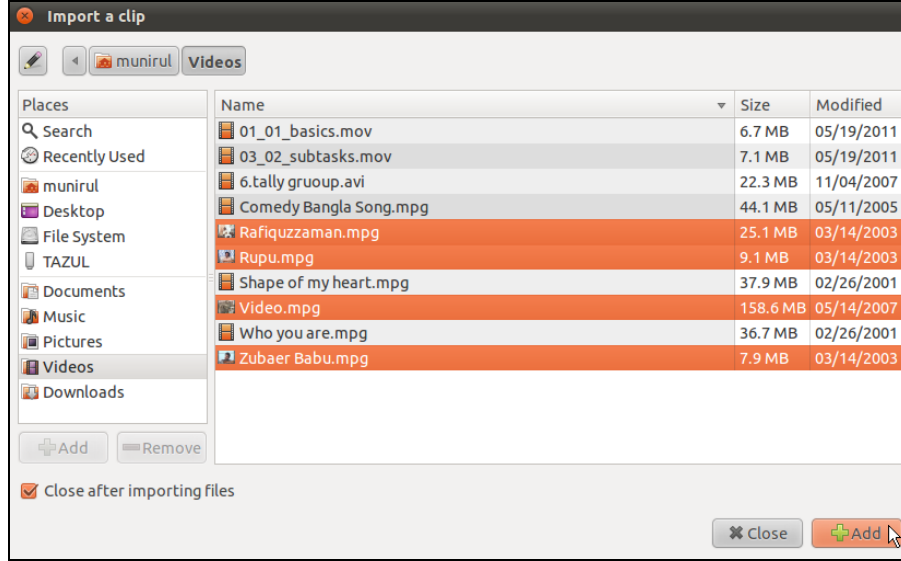 Import a clip
munirul Videos
Places
Search
Recently Used
munirul
Desktop
File System
TAZUL
Documents
Music
Pictures
Videos
Downloads
Add Remove
Name Size Modified
01_01_basics.mov 6.7 MB 05/19/2011
03_02_subtasks.mov 7.1 MB 05/19/2011
6.tally gruoup.avi 22.3 MB 11/04/2007
Comedy Bangla Song.mpg 44.1 MB 05/11/2005
Rafiquzzaman.mpg 25.1 MB 03/14/2003
Rupu.mpg 9.1 MB 03/14/2003
Shape of my heart.mpg 37.9 MB 02/26/2001
Video.mpg 158.6 MB 05/14/2007
Who you are.mpg 36.7 MB 02/26/2001
Zubaer Babu.mpg 7.9 MB 03/14/2003
Close after importing files
Close Add